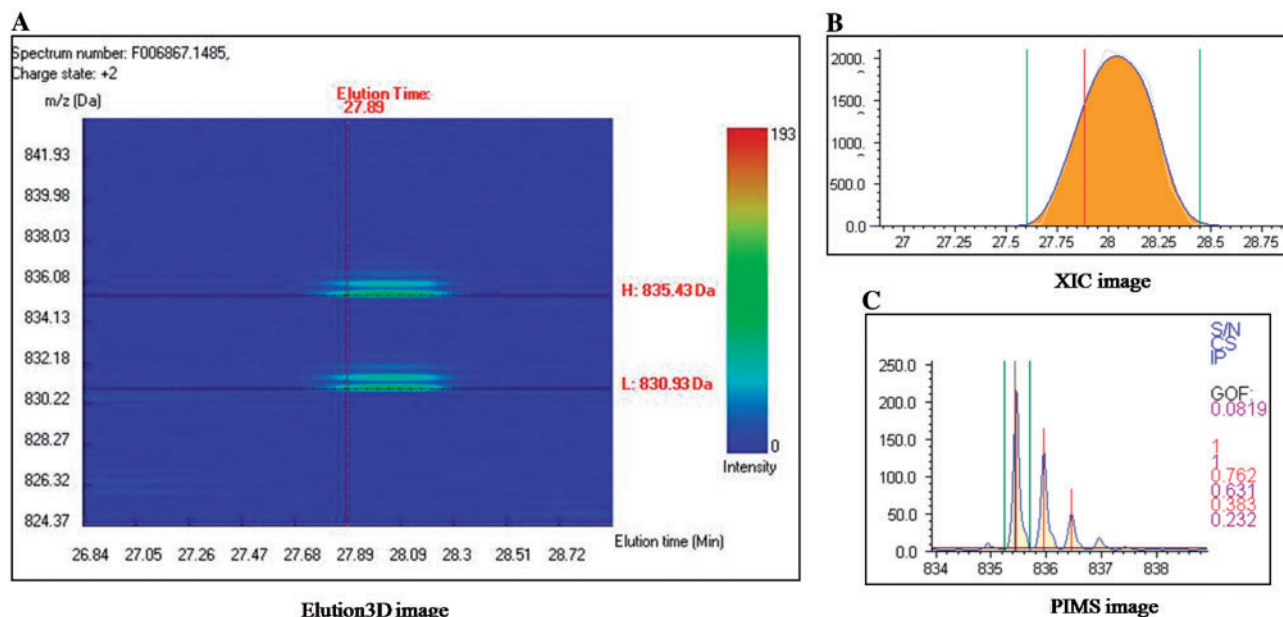 A
Spectrum number: F006867.1485,
Charge state: +2
m/z (Da)
Elution Time:
27.89
841.93
839.98
838.03
836.08
834.13
832.18
830.22
828.27
826.32
824.37
H: 835.43 Da
L: 830.93 Da
193
0
Intensity
26.84 27.05 27.26 27.47 27.68 27.89 28.09 28.3 28.51 28.72
Elution time (Min)
Elution3D image
B
2000.
1500.
1000.
500.0
0.0
27 27.25 27.5 27.75 28 28.25 28.5 28.75
XIC image
C
250.0
200.0
150.0
100.0
50.0
0.0
834 835 836 837 838
S/N
CS
IP
GOF:
0.0819
1
1
0.762
0.631
0.383
0.232
PIMS image